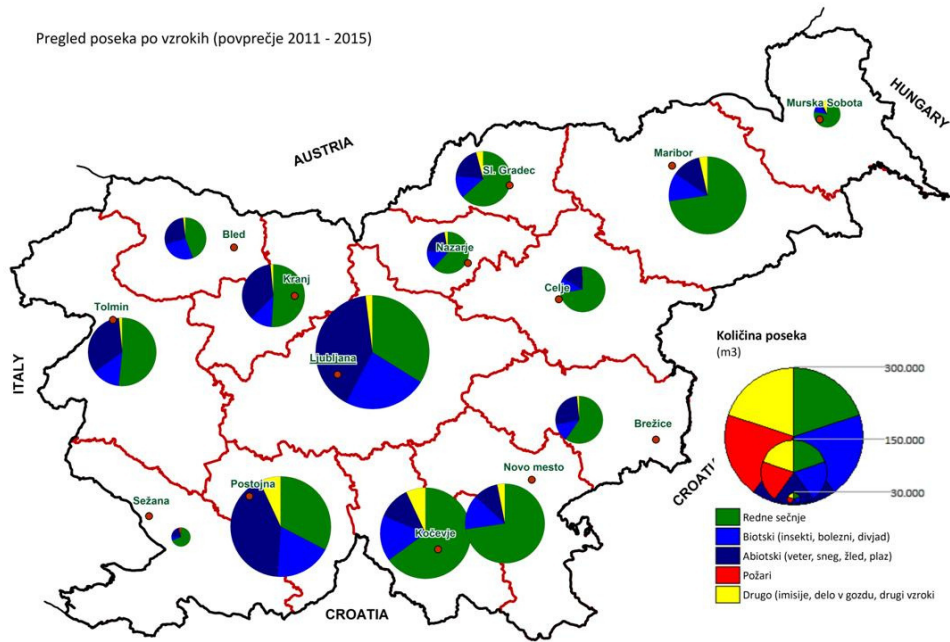 Pregled poseka po vzrokih (povprečje 2011 - 2015)
HUNGARY
Murska Sobota
AUSTRIA
Maribor
Sl. Gradec
Bled
Nazarje
Kranj
Celje
Tolmin
Ljubljana
ITALY
Količina poseka
(m3)
300.000
150.000
30.000
Brežice
Novo mesto
CROATI
Postojna
Sežana
Kočevje
CROATIA
Redne sečnje
Biotski (insekti, bolezni, divjad)
Abiotski (veter, sneg, žled, plaz)
Požari
Drugo (imisije, delo v gozdu, drugi vzroki